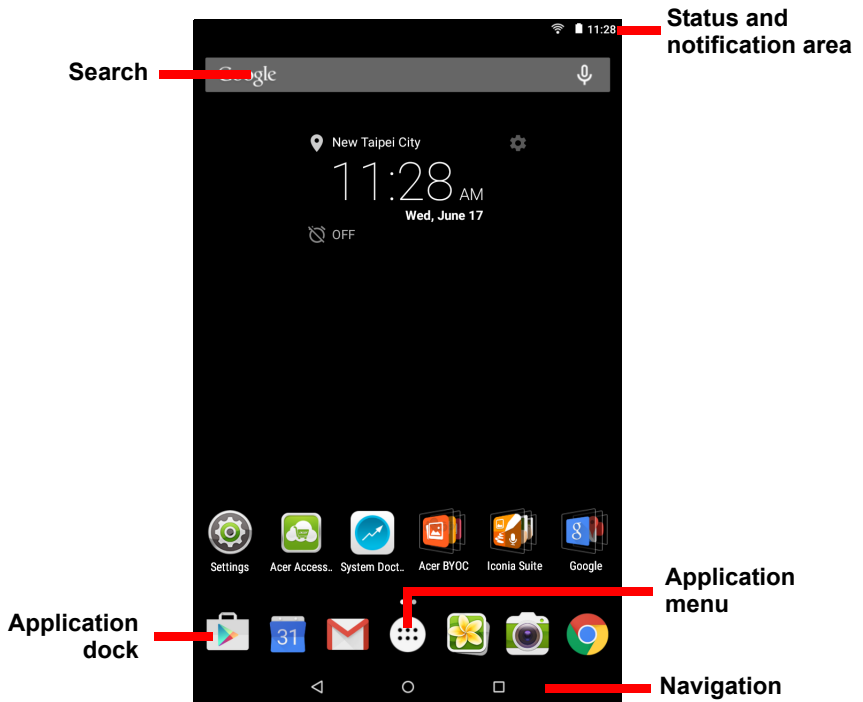 Status and
notification area
11:28
Search
Google
New Taipei City
11:28 AM
Wed, June 17
OFF
Settings
Acer Access..
System Doct..
Acer BYOC
Iconia Suite
8
Google
Application
menu
Application
dock
31
Navigation